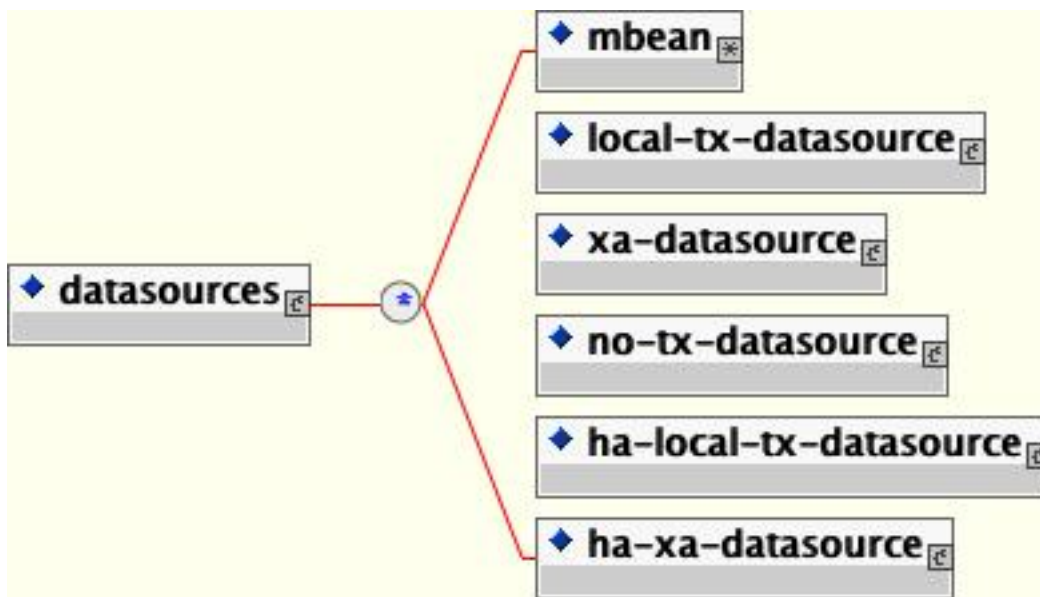 mbean
local-tx-datasource
xa-datasource
datasources
no-tx-datasource
ha-local-tx-datasource
ha-xa-datasource